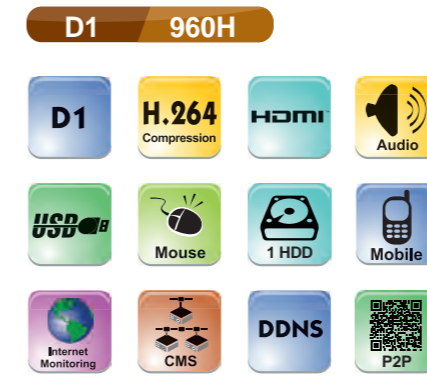 D1 960H
D1
H.264
Compression
HDMI
Audio
USB
Mouse
1 HDD
Mobile
Internet
Monitoring
CMS
DDNS
P2P